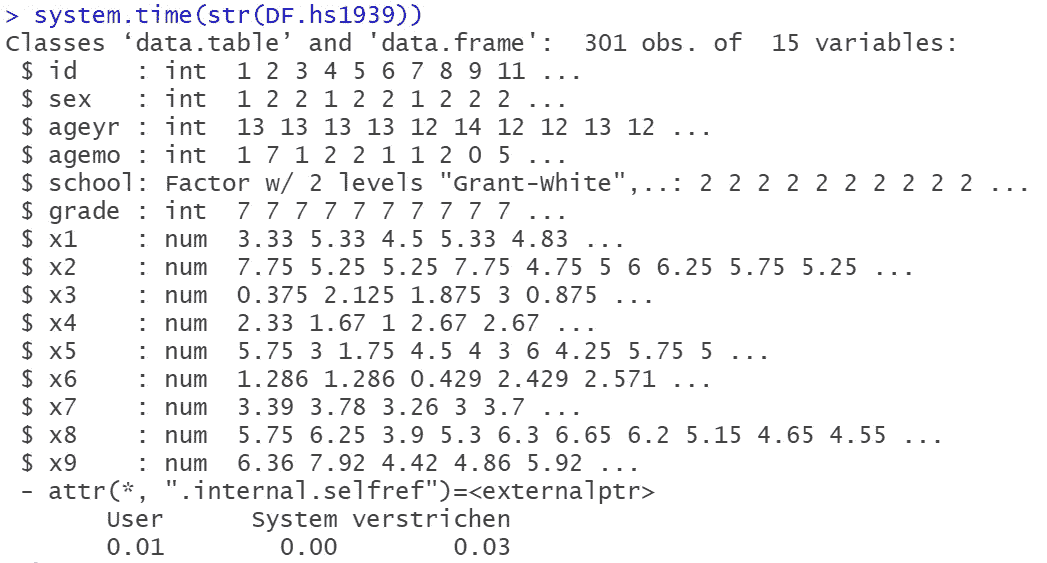 > system.time(str(DF.hs1939))
Classes ‘data.table’ and 'data.frame':  301 obs. of  15 variables:
 $ id    : int  1 2 3 4 5 6 7 8 9 11 ...
 $ sex   : int  1 2 2 1 2 2 1 2 2 2 ...
 $ ageyr : int  13 13 13 13 12 14 12 12 13 12 ...
 $ agemo : int  1 7 1 2 2 1 1 2 0 5 ...
 $ school: Factor w/ 2 levels "Grant-White",..: 2 2 2 2 2 2 2 2 2 2 ...
 $ grade : int  7 7 7 7 7 7 7 7 7 7 ...
 $ x1    : num  3.33 5.33 4.5 5.33 4.83 ...
 $ x2    : num  7.75 5.25 5.25 7.75 4.75 5 6 6.25 5.75 5.25 ...
 $ x3    : num  0.375 2.125 1.875 3 0.875 ...
 $ x4    : num  2.33 1.67 1 2.67 2.67 ...
 $ x5    : num  5.75 3 1.75 4.5 4 3 6 4.25 5.75 5 ...
 $ x6    : num  1.286 1.286 0.429 2.429 2.571 ...
 $ x7    : num  3.39 3.78 3.26 3 3.7 ...
 $ x8    : num  5.75 6.25 3.9 5.3 6.3 6.65 6.2 5.15 4.65 4.55 ...
 $ x9    : num  6.36 7.92 4.42 4.86 5.92 ...
 - attr(*, ".internal.selfref")=<externalptr>
       User      System verstrichen
       0.01        0.00        0.03